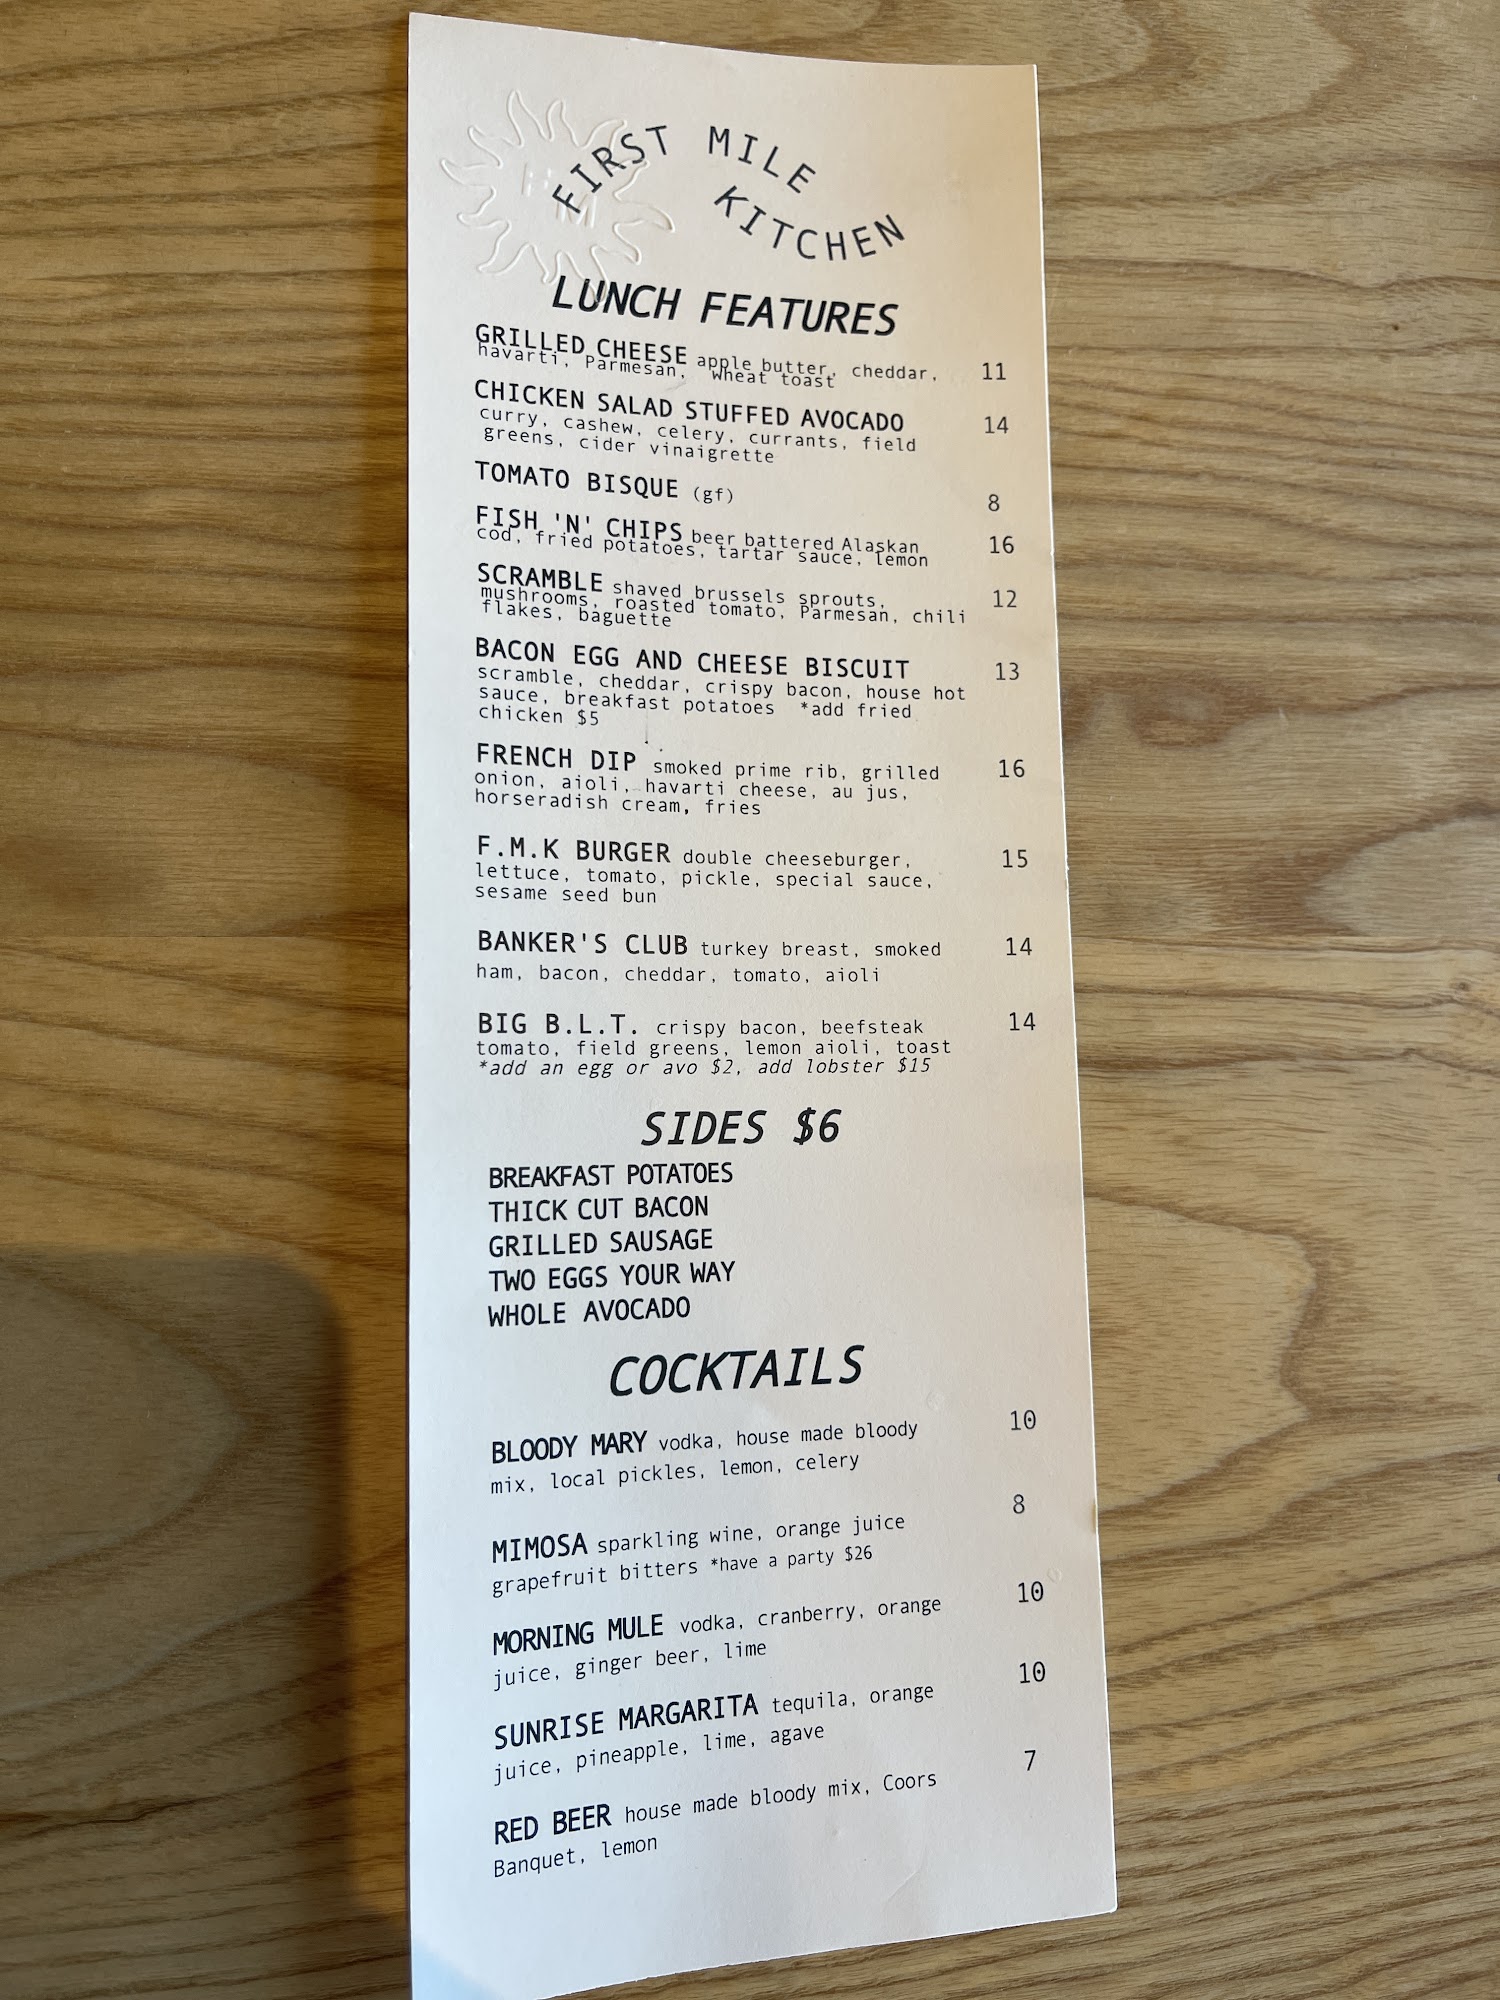 FIRST MILE
KITCHEN
LUNCH FEATURES
GRILLED CHEESE apple butter, cheddar, 11
havarti, Parmesan, wheat toast
CHICKEN SALAD STUFFED AVOCADO 14
curry, cashew, celery, currants, field
greens, cider vinaigrette
TOMATO BISQUE (gf) 8
FISH 'N' CHIPS beer battered Alaskan 16
cod, fried potatoes, tartar sauce, lemon
SCRAMBLE shaved brussels sprouts, 12
mushrooms, roasted tomato, Parmesan, chili
flakes, baguette
BACON EGG AND CHEESE BISCUIT 13
scramble, cheddar, crispy bacon, house hot
sauce, breakfast potatoes *add fried
chicken $5
FRENCH DIP smoked prime rib, grilled 16
onion, aioli, havarti cheese, au jus,
horseradish cream, fries
F.M.K BURGER double cheeseburger, 15
lettuce, tomato, pickle, special sauce,
sesame seed bun
BANKER'S CLUB turkey breast, smoked 14
ham, bacon, cheddar, tomato, aioli
BIG B.L.T. crispy bacon, beefsteak 14
tomato, field greens, lemon aioli, toast
*add an egg or avo $2, add lobster $15
SIDES $6
BREAKFAST POTATOES
THICK CUT BACON
GRILLED SAUSAGE
TWO EGGS YOUR WAY
WHOLE AVOCADO
COCKTAILS
BLOODY MARY vodka, house made bloody 10
mix, local pickles, lemon, celery
MIMOSA sparkling wine, orange juice 8
grapefruit bitters *have a party $26
MORNING MULE vodka, cranberry, orange 10
juice, ginger beer, lime
SUNRISE MARGARITA tequila, orange 10
juice, pineapple, lime, agave
RED BEER house made bloody mix, Coors 7
Banquet, lemon